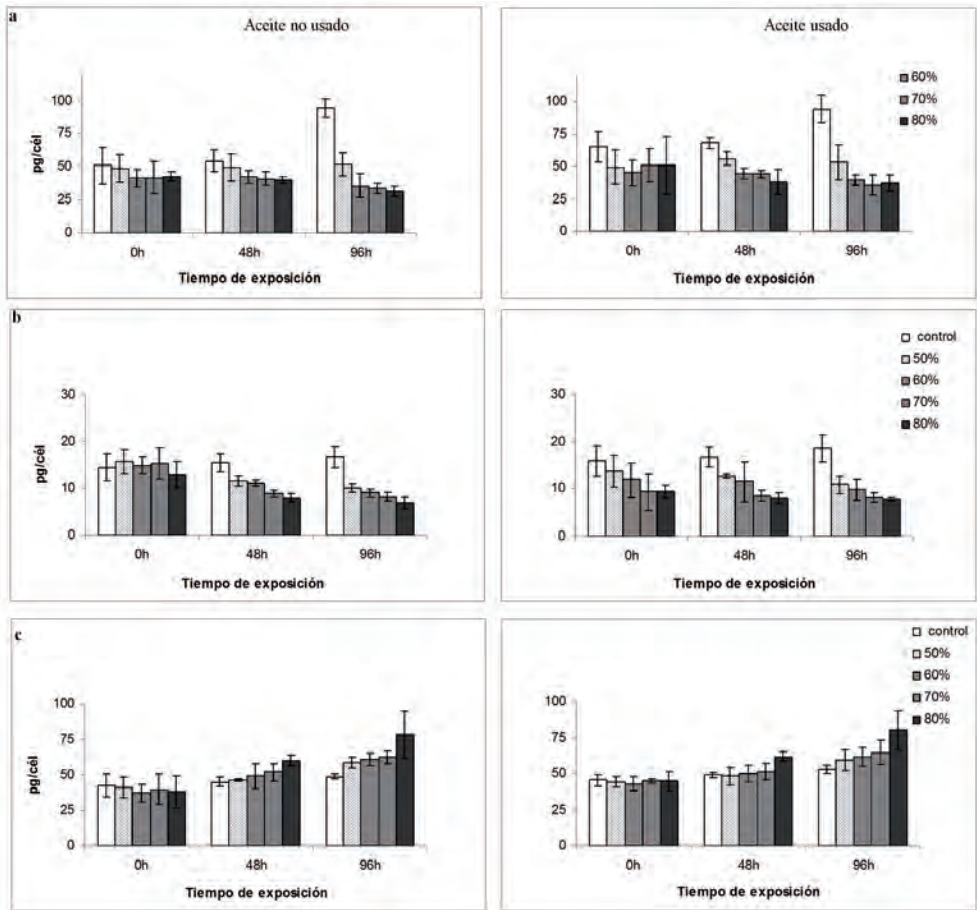 a
Aceite no usado
Aceite usado
pg/cél
100
75
50
25
0
0h 48h 96h
Tiempo de exposición
100
75
50
25
0
0h 48h 96h
Tiempo de exposición
60%
70%
80%
b
pg/cél
30
20
10
0
0h 48h 96h
Tiempo de exposición
30
20
10
0
0h 48h 96h
Tiempo de exposición
control
50%
60%
70%
80%
c
pg/cél
100
75
50
25
0
0h 48h 96h
Tiempo de exposición
100
75
50
25
0
0h 48h 96h
Tiempo de exposición
control
50%
60%
70%
80%